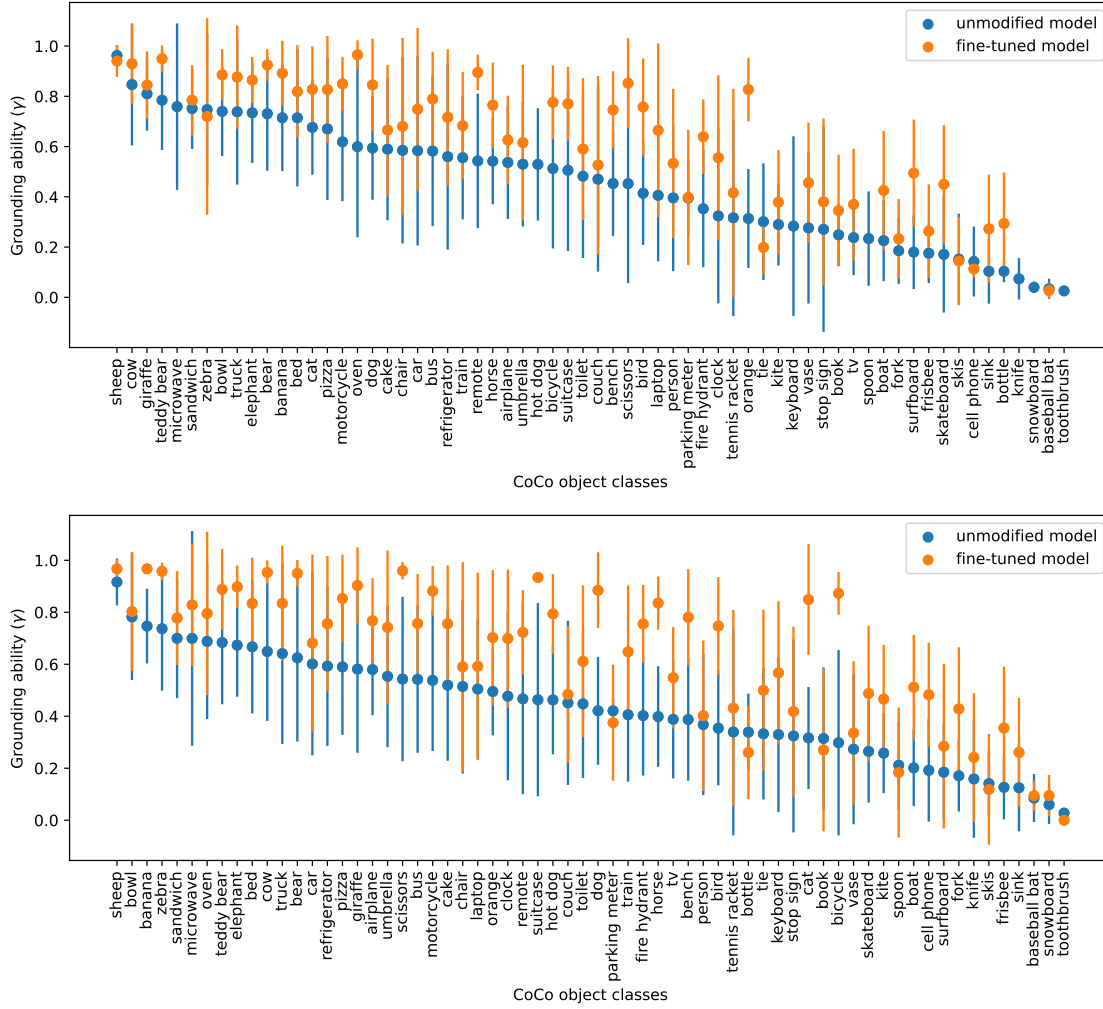 unmodified model
fine-tuned model
1.0
0.8
0.6
0.4
0.2
0.0
Grounding ability (γ)
sheep
cow
giraffe
teddy bear
microwave
sandwich
zebra
bowl
truck
elephant
bear
banana
bed
cat
pizza
motorcycle
oven
dog
cake
chair
car
bus
refrigerator
train
remote
horse
airplane
umbrella
hot dog
bicycle
suitcase
toilet
couch
bench
scissors
bird
laptop
person
parking meter
fire hydrant
clock
tennis racket
orange
tie
kite
keyboard
vase
stop sign
book
tv
spoon
boat
fork
surfboard
frisbee
skateboard
skis
cell phone
sink
bottle
knife
snowboard
baseball bat
toothbrush
CoCo object classes
unmodified model
fine-tuned model
1.0
0.8
0.6
0.4
0.2
0.0
Grounding ability (γ)
sheep
bowl
banana
zebra
sandwich
microwave
oven
teddy bear
elephant
bed
cow
truck
bear
car
refrigerator
pizza
giraffe
airplane
umbrella
scissors
bus
motorcycle
cake
chair
laptop
orange
clock
remote
suitcase
hot dog
couch
toilet
dog
parking meter
train
fire hydrant
horse
tv
bench
person
bird
tennis racket
bottle
tie
keyboard
stop sign
cat
book
bicycle
vase
skateboard
kite
spoon
boat
cell phone
surfboard
fork
knife
skis
frisbee
sink
baseball bat
snowboard
toothbrush
CoCo object classes